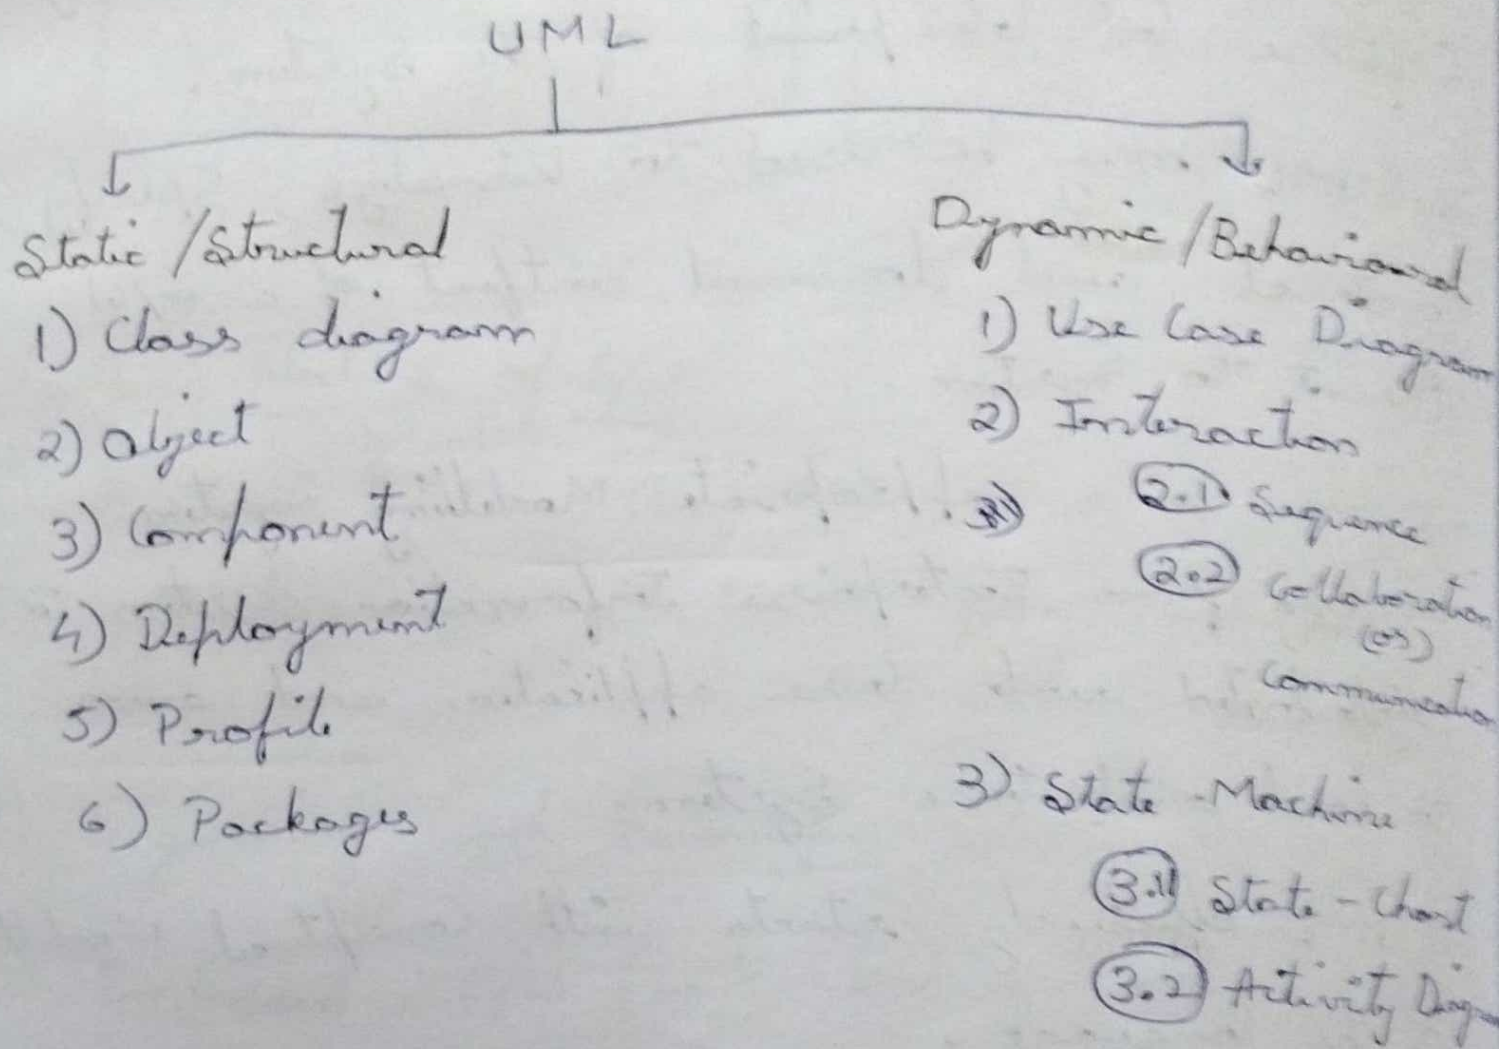 UML
Static / Structural
1) Class diagram
2) Object
3) Component
4) Deployment
5) Profile
6) Packages
Dynamic / Behavioural
1) Use Case Diagram
2) Interaction
2.1 Sequence
2.2 Collaboration
(or)
Communication
3) State - Machine
3.1 State - Chart
3.2 Activity Diagram